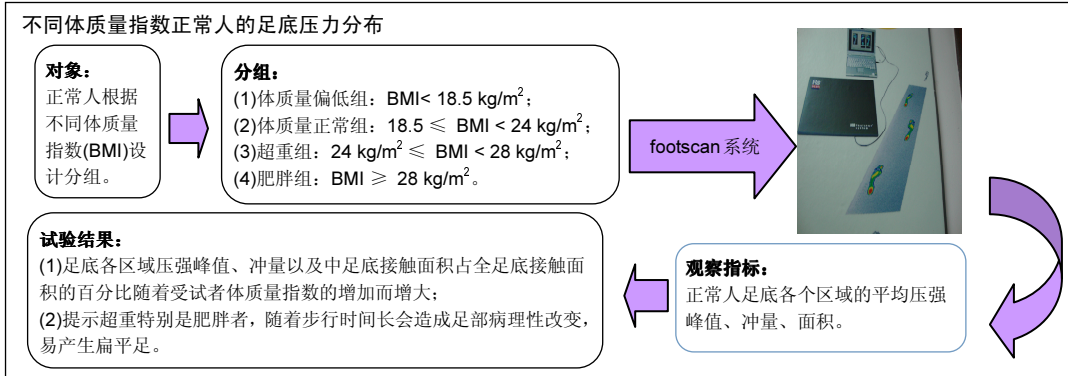 不同体质量指数正常人的足底压力分布
对象：
正常人根据
不同体质量
指数(BMI)设
计分组。
分组：
(1)体质量偏低组：BMI< 18.5 kg/m²；
(2)体质量正常组：18.5 ≤ BMI < 24 kg/m²；
(3)超重组：24 kg/m² ≤ BMI < 28 kg/m²；
(4)肥胖组：BMI ≥ 28 kg/m²。
footscan 系统
观察指标：
正常人足底各个区域的平均压强
峰值、冲量、面积。
试验结果：
(1)足底各区域压强峰值、冲量以及中足底接触面积占全足底接触面
积的百分比随着受试者体质量指数的增加而增大；
(2)提示超重特别是肥胖者，随着步行时间长会造成足部病理性改变，
易产生扁平足。